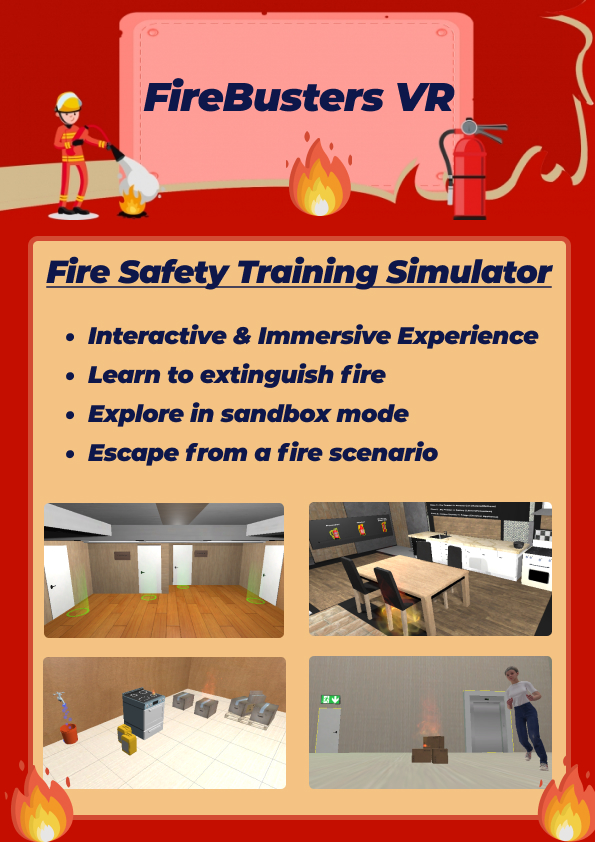 FireBusters VR
Fire Safety Training Simulator
• Interactive & Immersive Experience
• Learn to extinguish fire
• Explore in sandbox mode
• Escape from a fire scenario